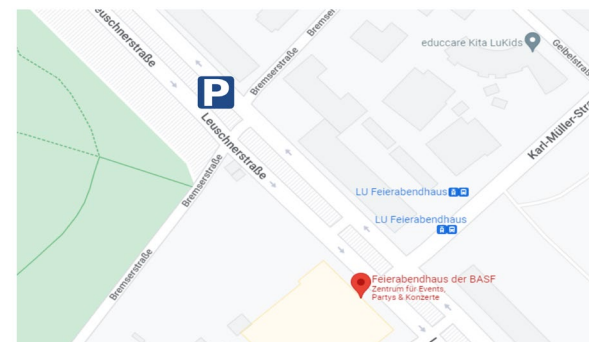 Leuschnerstraße
Bremserstraße
Bremser
educcare Kita LuKids
Geibelstraß
P
Leuschnerstraße
Karl-Müller-Str
Bremserstraße
LU Feierabendhaus
LU Feierabendhaus
Bremserstraße
Feierabendhaus der BASF
Zentrum für Events,
Partys & Konzerte